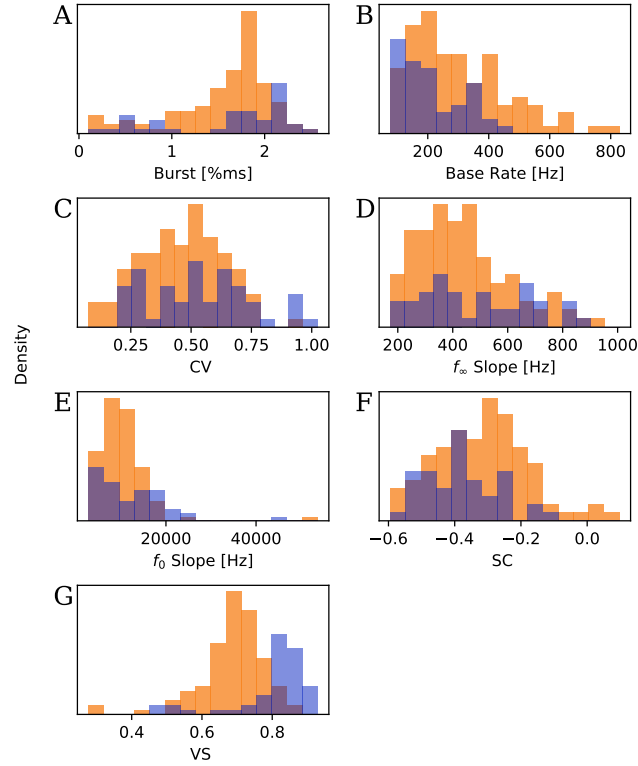 A
B
0
1
2
Burst [%ms]
200
400
600
800
Base Rate [Hz]
C
D
0.25
0.50
0.75
1.00
CV
200
400
600
800
1000
f∞ Slope [Hz]
Density
E
F
20000
40000
f0 Slope [Hz]
−0.6
−0.4
−0.2
0.0
SC
G
0.4
0.6
0.8
VS